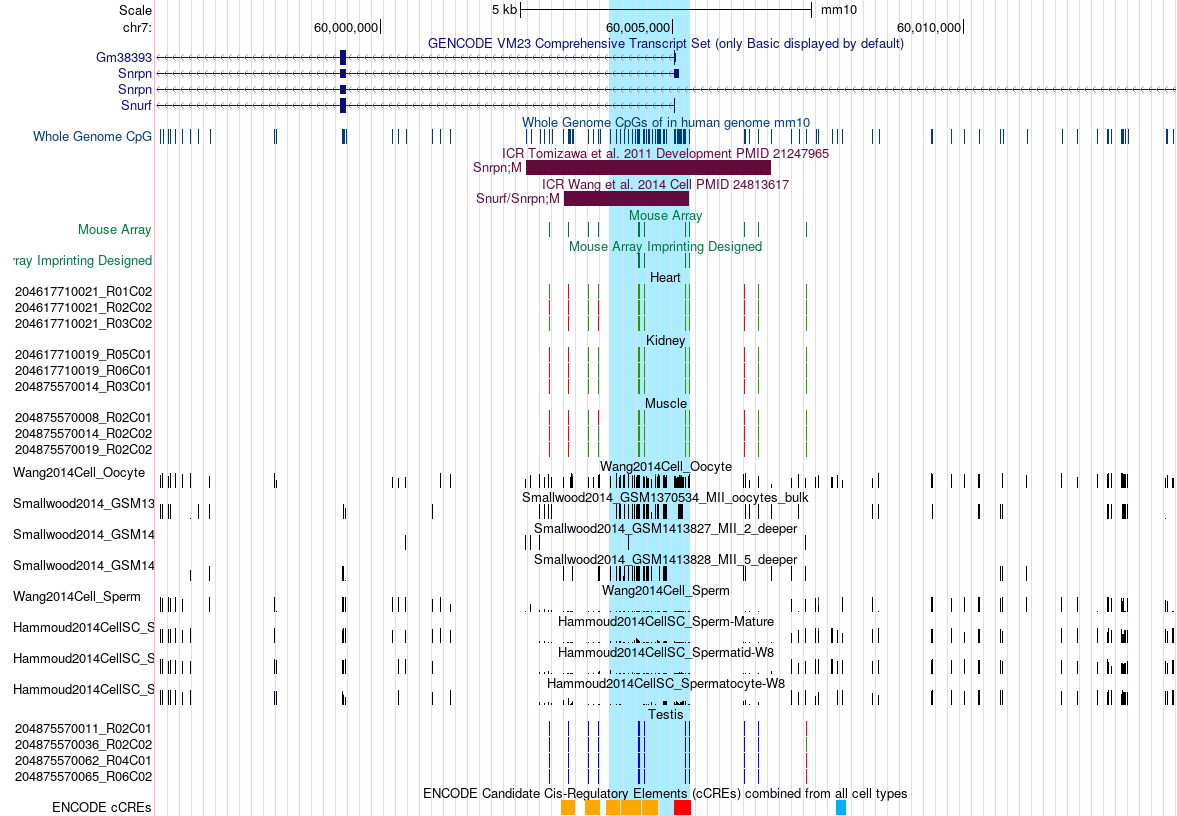 Scale 5 kb mm10
chr7: 60,000,000 60,005,000 60,010,000
GENCODE VM23 Comprehensive Transcript Set (only Basic displayed by default)
Gm38393
Snrpn
Snrpn
Snurf
Whole Genome CpGs of in human genome mm10
Whole Genome CpG
ICR Tomizawa et al. 2011 Development PMID 21247965
Snrpn;M
ICR Wang et al. 2014 Cell PMID 24813617
Snurf/Snrpn;M
Mouse Array
Mouse Array
Mouse Array Imprinting Designed
rray Imprinting Designed
Heart
204617710021_R01C02
204617710021_R02C02
204617710021_R03C02
Kidney
204617710019_R05C01
204617710019_R06C01
204875570014_R03C01
Muscle
204875570008_R02C01
204875570014_R02C02
204875570019_R02C02
Wang2014Cell_Oocyte
Wang2014Cell_Oocyte
Smallwood2014_GSM1370534_MII_oocytes_bulk
Smallwood2014_GSM13
Smallwood2014_GSM1413827_MII_2_deeper
Smallwood2014_GSM14
Smallwood2014_GSM1413828_MII_5_deeper
Smallwood2014_GSM14
Wang2014Cell_Sperm
Wang2014Cell_Sperm
Hammoud2014CellSC_Sperm-Mature
Hammoud2014CellSC_S
Hammoud2014CellSC_Spermatid-W8
Hammoud2014CellSC_S
Hammoud2014CellSC_Spermatocyte-W8
Hammoud2014CellSC_S
Testis
204875570011_R02C01
204875570036_R02C02
204875570062_R04C01
204875570065_R06C02
ENCODE Candidate Cis-Regulatory Elements (cCREs) combined from all cell types
ENCODE cCREs